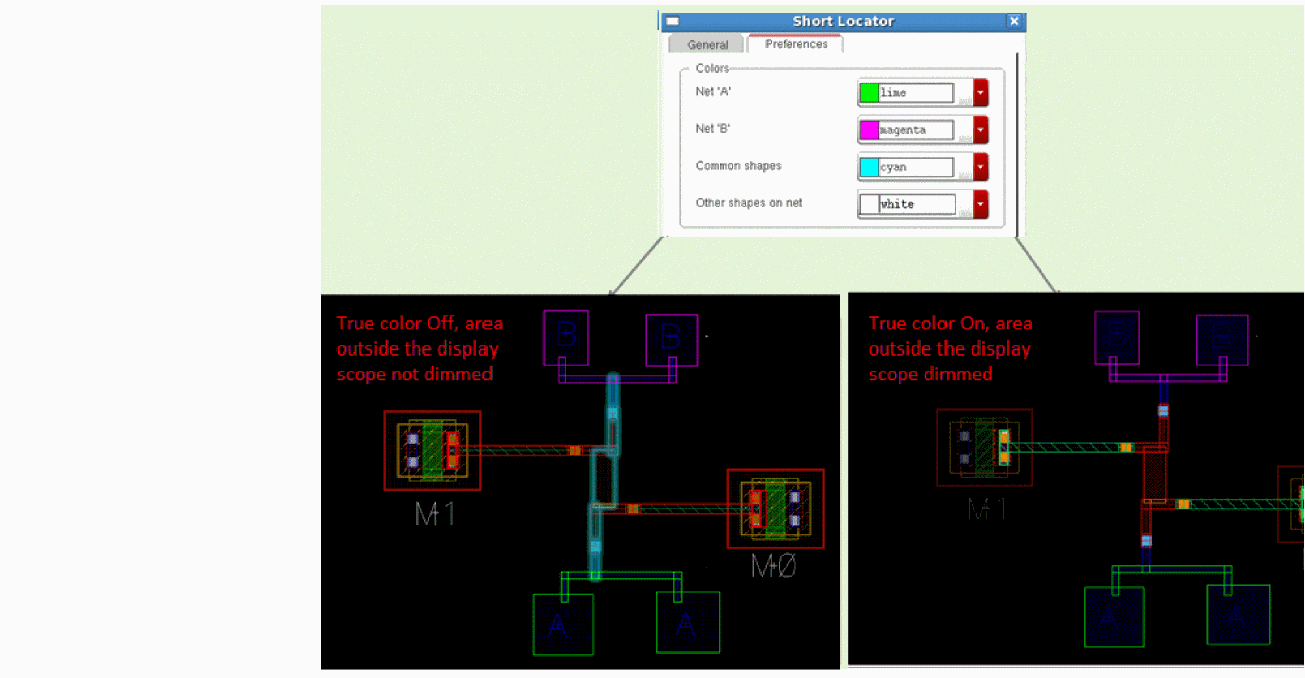 Short Locator
General Preferences
Colors
Net 'A' lime
Net 'B' magenta
Common shapes cyan
Other shapes on net white
True color Off, area
outside the display
scope not dimmed
B B
M1
MØ
A A
True color On, area
outside the display
scope dimmed
B B
M1
A A